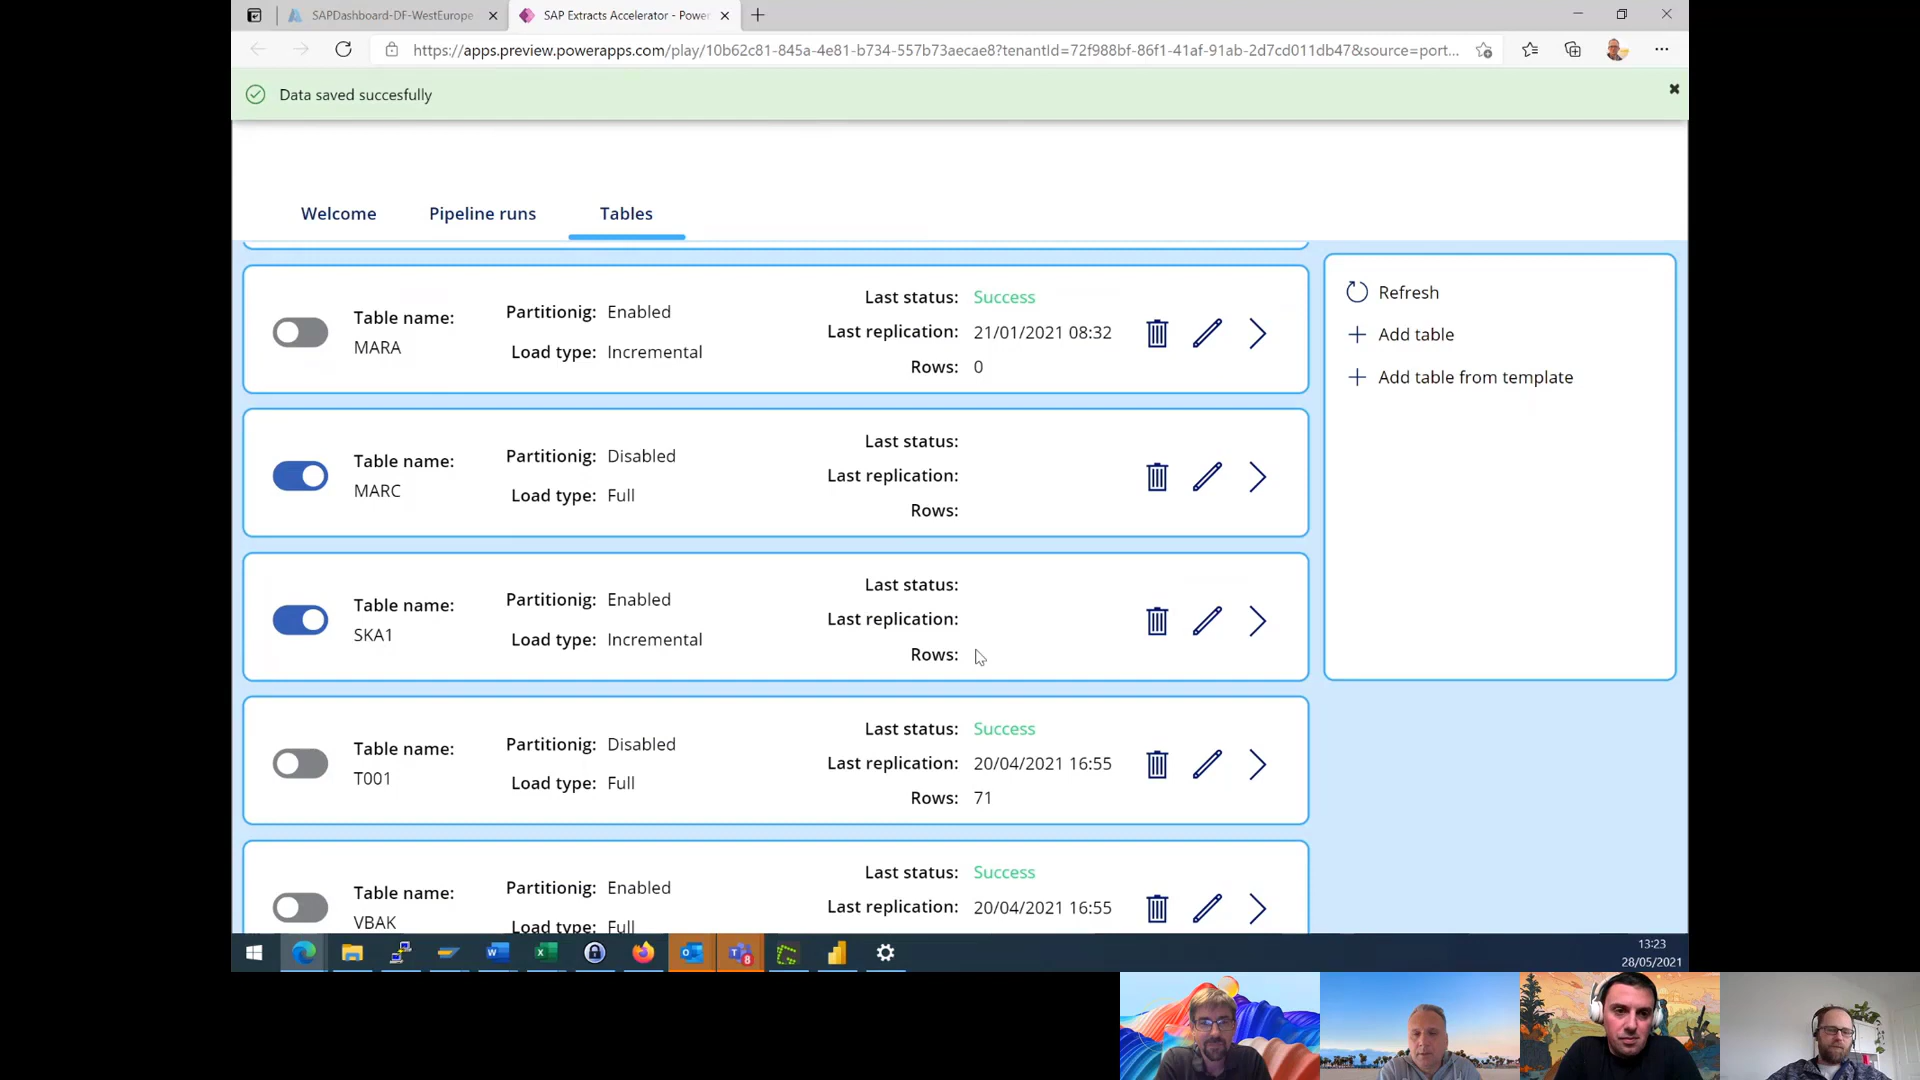 SAPDashboard-DF-WestEurope
SAP Extracts Accelerator - Power
https://apps.preview.powerapps.com/play/10b62c81-845a-4e81-b734-557b73aecae8?tenantId=72f988bf-86f1-41af-91ab-2d7cd011db47&source=port...
Data saved succesfully
Welcome
Pipeline runs
Tables
Table name:
MARA
Partitionig: Enabled
Load type: Incremental
Last status: Success
Last replication: 21/01/2021 08:32
Rows: 0
Table name:
MARC
Partitionig: Disabled
Load type: Full
Last status:
Last replication:
Rows:
Table name:
SKA1
Partitionig: Enabled
Load type: Incremental
Last status:
Last replication:
Rows:
Table name:
T001
Partitionig: Disabled
Load type: Full
Last status: Success
Last replication: 20/04/2021 16:55
Rows: 71
Table name:
VBAK
Partitionig: Enabled
Load type: Full
Last status: Success
Last replication: 20/04/2021 16:55
Refresh
Add table
Add table from template
8
13:23
28/05/2021